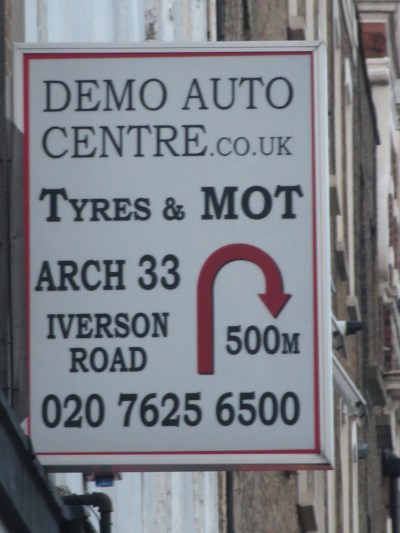 DEMO AUTO
CENTRE.CO.UK
TYRES & MOT
ARCH 33
IVERSON
ROAD
500M
020 7625 6500